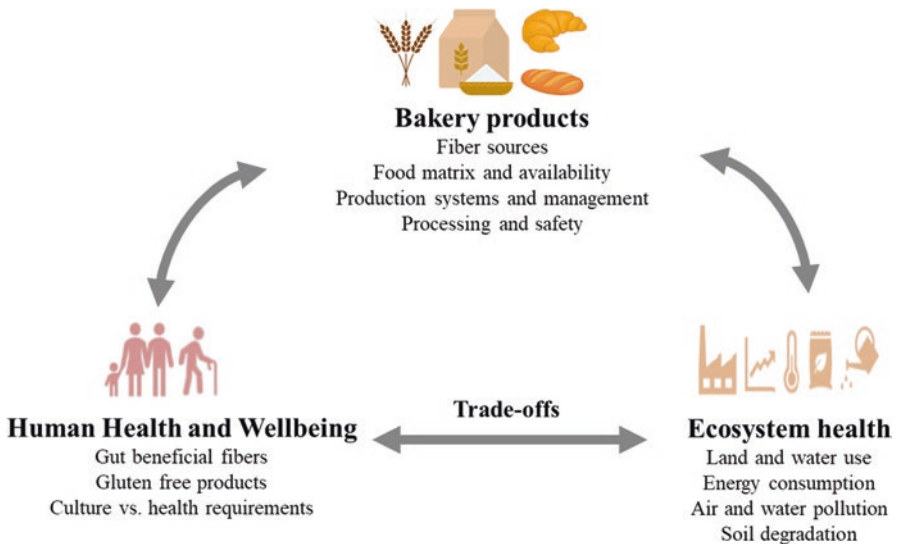 Bakery products
Fiber sources
Food matrix and availability
Production systems and management
Processing and safety
Trade-offs
Human Health and Wellbeing
Gut beneficial fibers
Gluten free products
Culture vs. health requirements
Ecosystem health
Land and water use
Energy consumption
Air and water pollution
Soil degradation